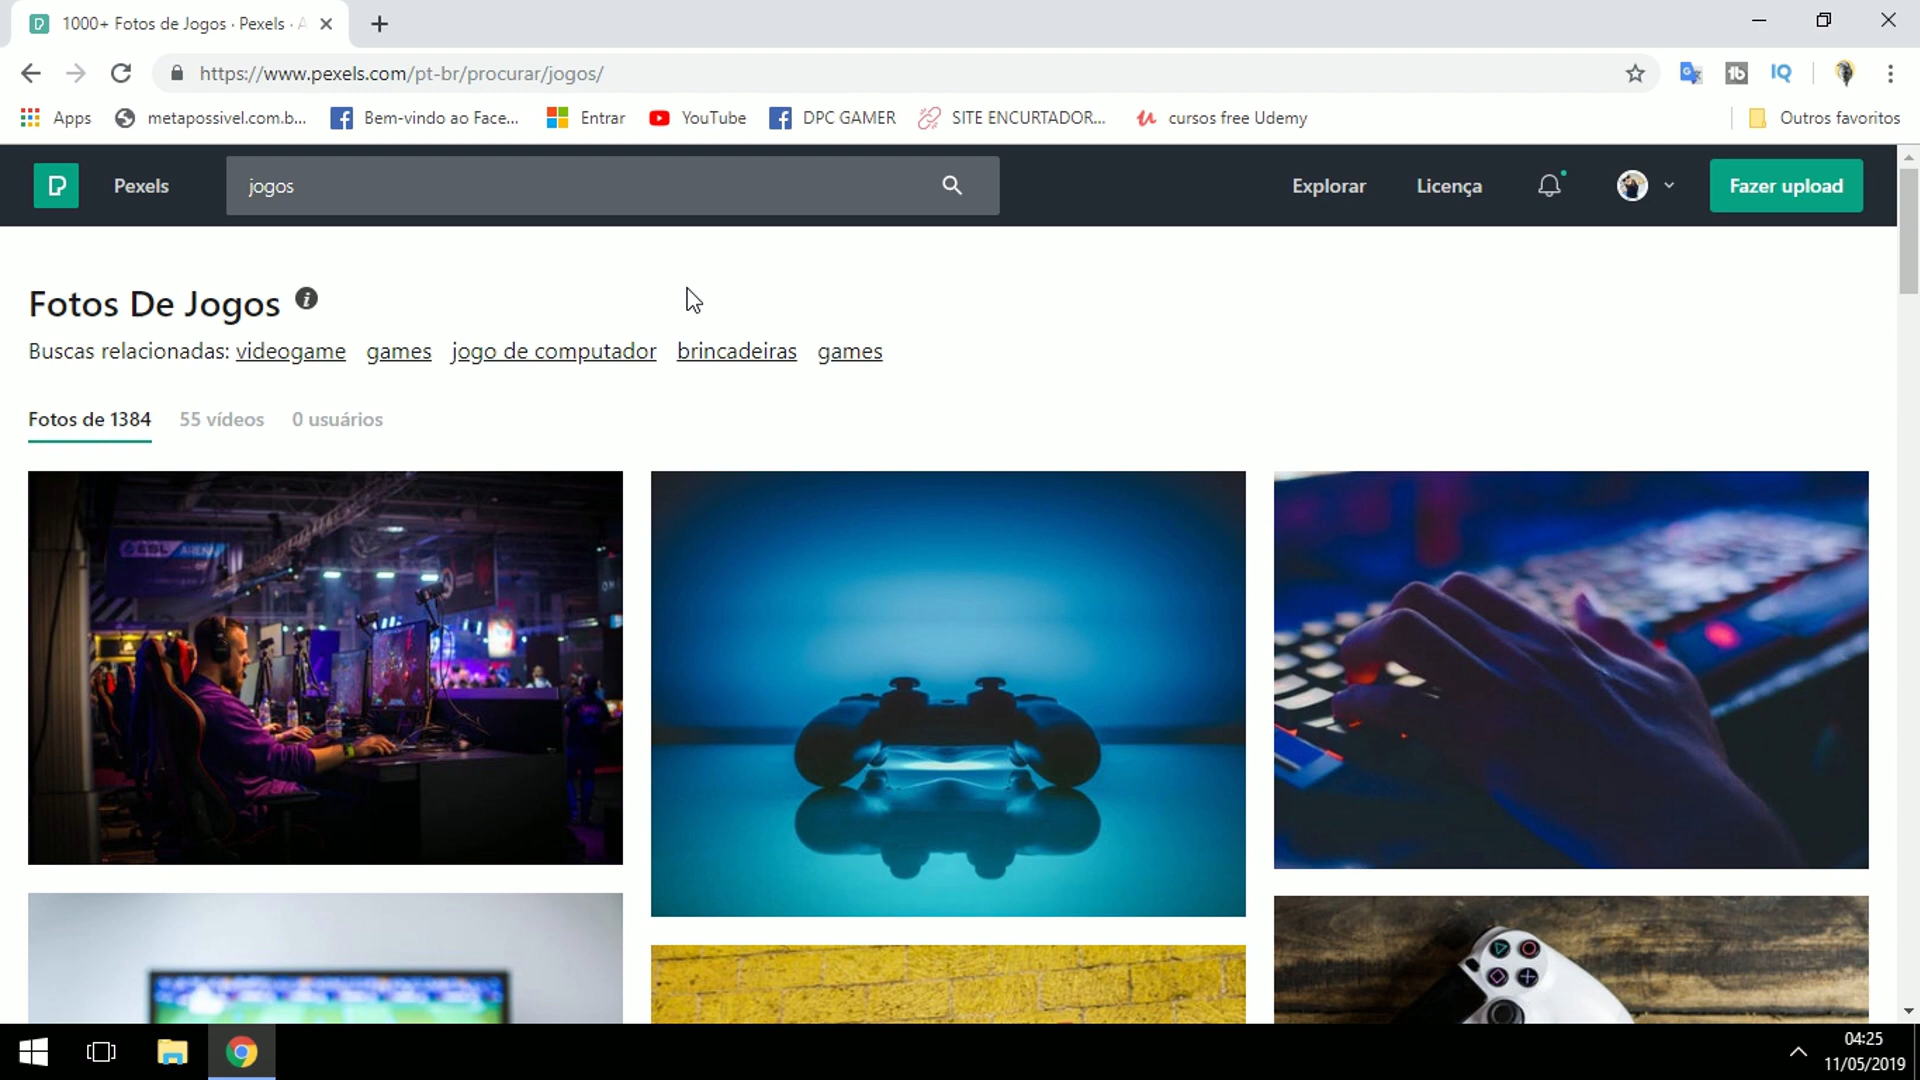 1000+ Fotos de Jogos · Pexels · A
https://www.pexels.com/pt-br/procurar/jogos/
Apps
metapossivel.com.b...
Bem-vindo ao Face...
Entrar
YouTube
DPC GAMER
SITE ENCURTADOR...
cursos free Udemy
Outros favoritos
Pexels
jogos
Explorar
Licença
Fazer upload
Fotos De Jogos
Buscas relacionadas: videogame games jogo de computador brincadeiras games
Fotos de 1384 55 vídeos 0 usuários
ESL ARENA
04:25
11/05/2019